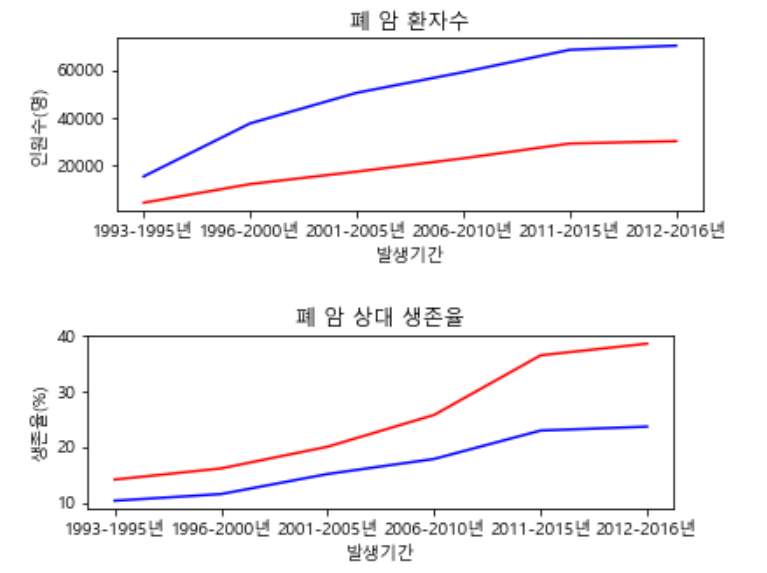 폐 암 환자수
60000
40000
20000
인원수(명)
1993-1995년 1996-2000년 2001-2005년 2006-2010년 2011-2015년 2012-2016년
발생기간
폐 암 상대 생존율
40
30
20
10
생존율(%)
1993-1995년 1996-2000년 2001-2005년 2006-2010년 2011-2015년 2012-2016년
발생기간